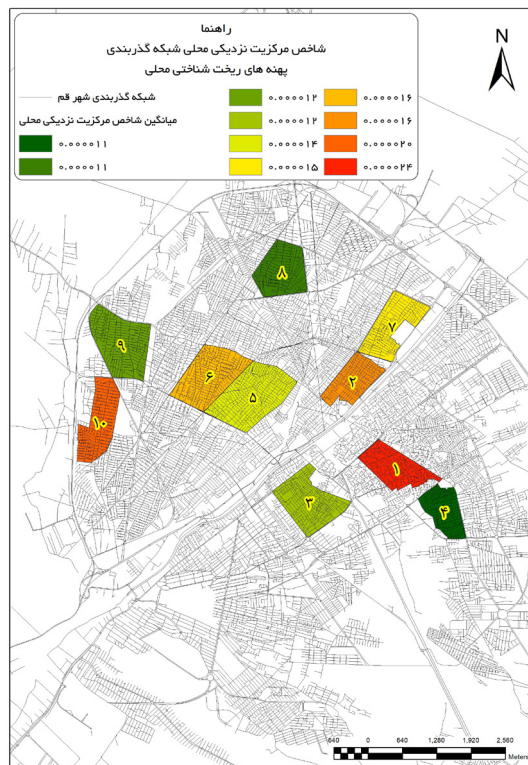 راهنما
شاخص مرکزیت نزدیکی محلی شبکه گذربندی
پهنه های ریخت شناختی محلی
شبکه گذربندی شهر قم
میانگین شاخص مرکزیت نزدیکی محلی
۰.۰۰۰۰۱۱
۰.۰۰۰۰۱۱
۰.۰۰۰۰۱۲
۰.۰۰۰۰۱۲
۰.۰۰۰۰۱۴
۰.۰۰۰۰۱۵
۰.۰۰۰۰۱۶
۰.۰۰۰۰۱۶
۰.۰۰۰۰۲۰
۰.۰۰۰۰۲۴
N
۸
۷
۹
۶
۲
۵
۱۰
۱
۳
۴
640 0 640 1,280 1,920 2,560
Meters